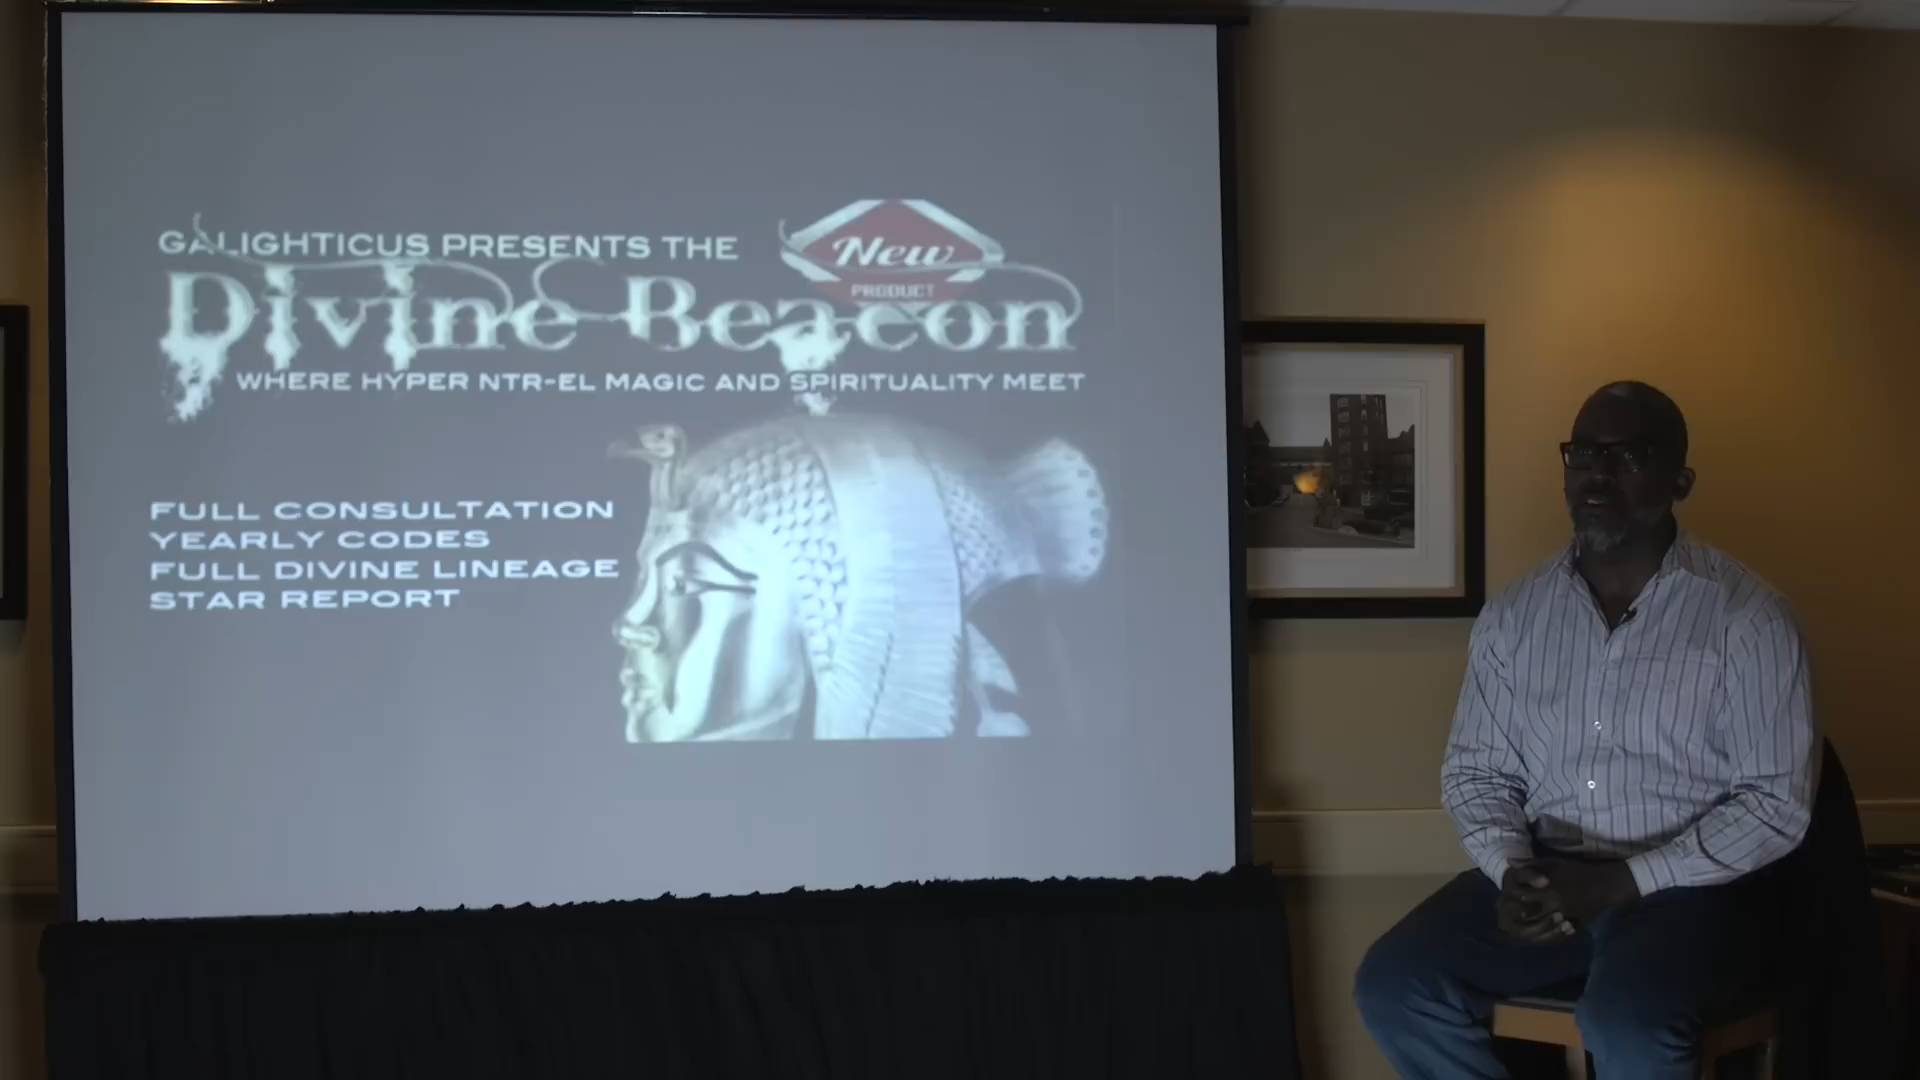 GALIGHTICUS PRESENTS THE
New
PRODUCT
Divine Beacon
WHERE HYPER NTR-EL MAGIC AND SPIRITUALITY MEET
FULL CONSULTATION
YEARLY CODES
FULL DIVINE LINEAGE
STAR REPORT